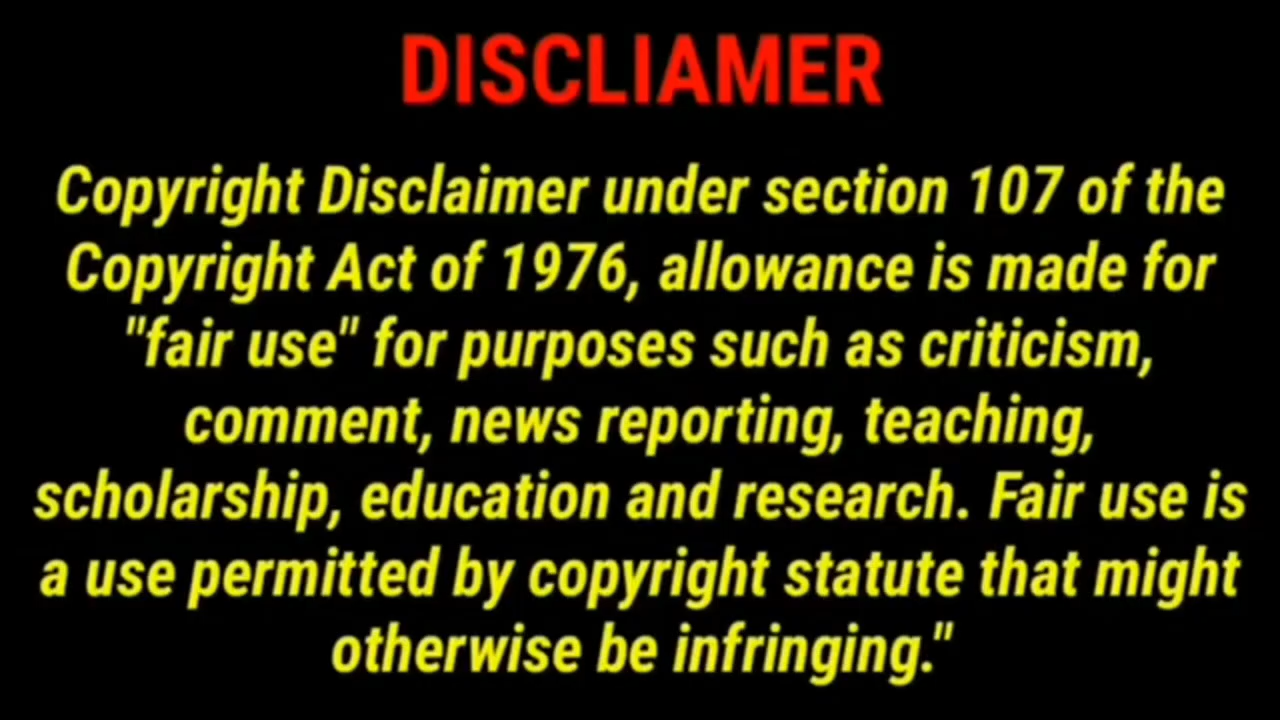 DISCLIAMER
Copyright Disclaimer under section 107 of the
Copyright Act of 1976, allowance is made for
"fair use" for purposes such as criticism,
comment, news reporting, teaching,
scholarship, education and research. Fair use is
a use permitted by copyright statute that might
otherwise be infringing."